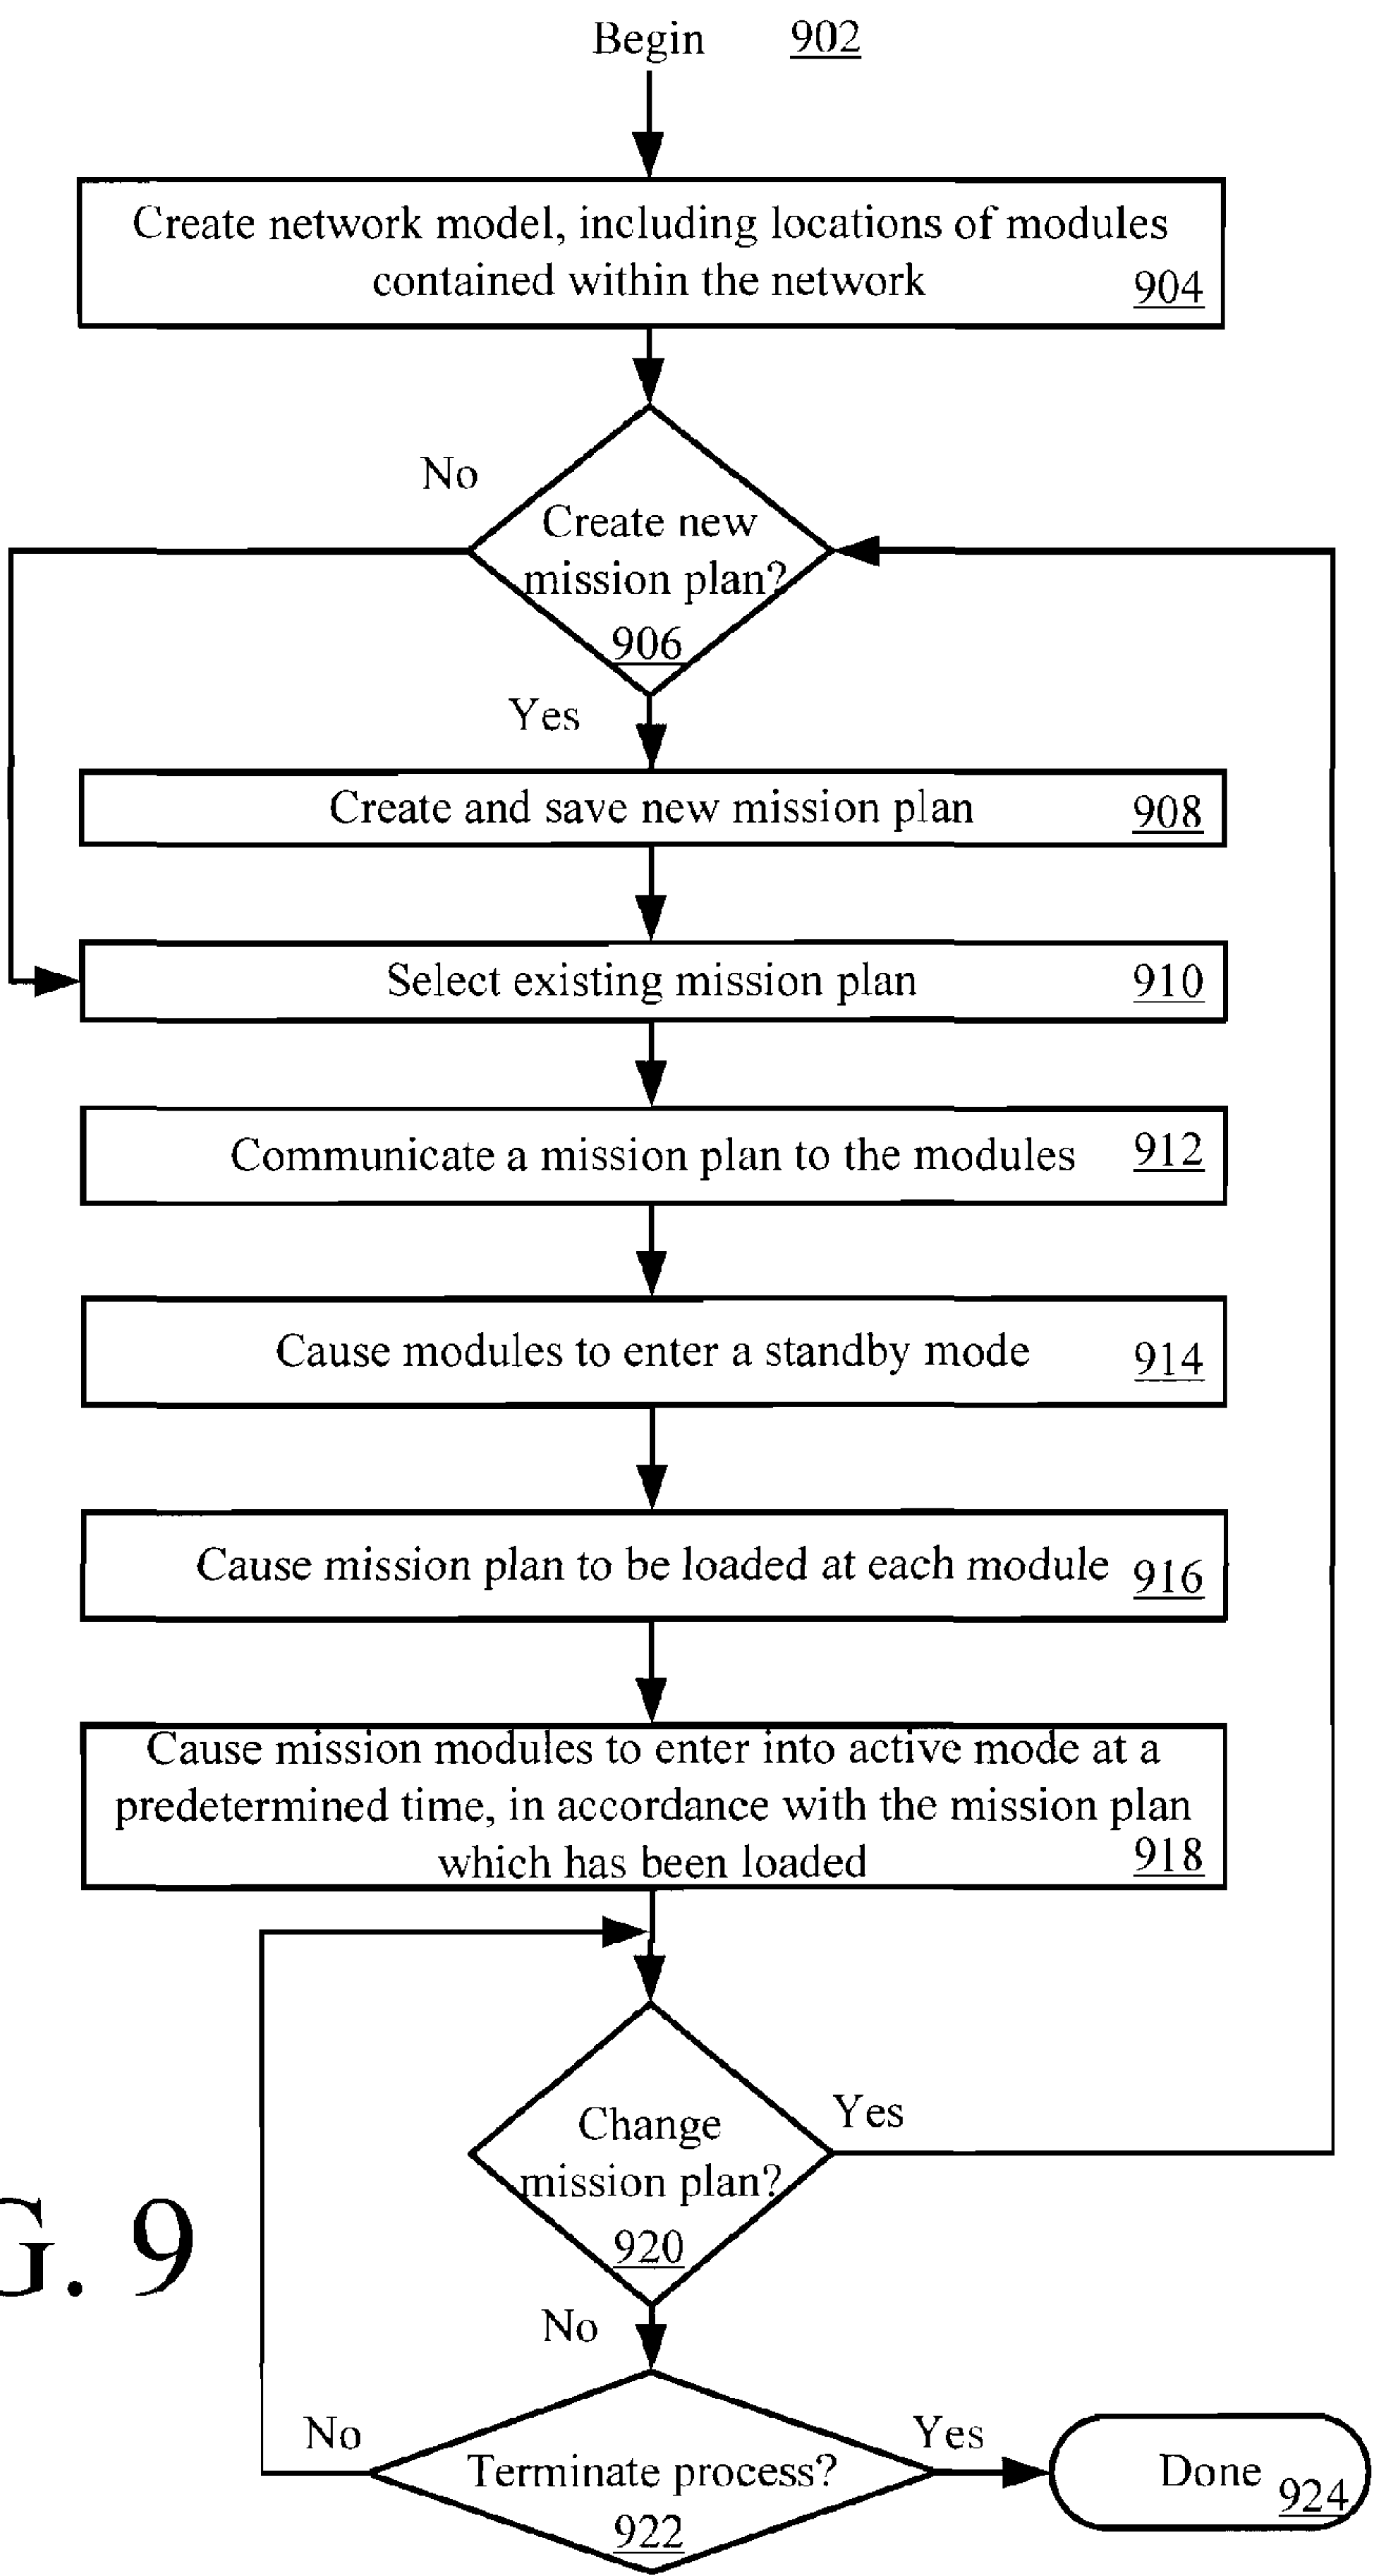 Begin 902
Create network model, including locations of modules
contained within the network 904
No
Create new
mission plan?
906
Yes
Create and save new mission plan 908
Select existing mission plan 910
Communicate a mission plan to the modules 912
Cause modules to enter a standby mode 914
Cause mission plan to be loaded at each module 916
Cause mission modules to enter into active mode at a
predetermined time, in accordance with the mission plan
which has been loaded 918
Change
mission plan?
920
Yes
No
G. 9
Terminate process?
922
No
Yes
Done 924